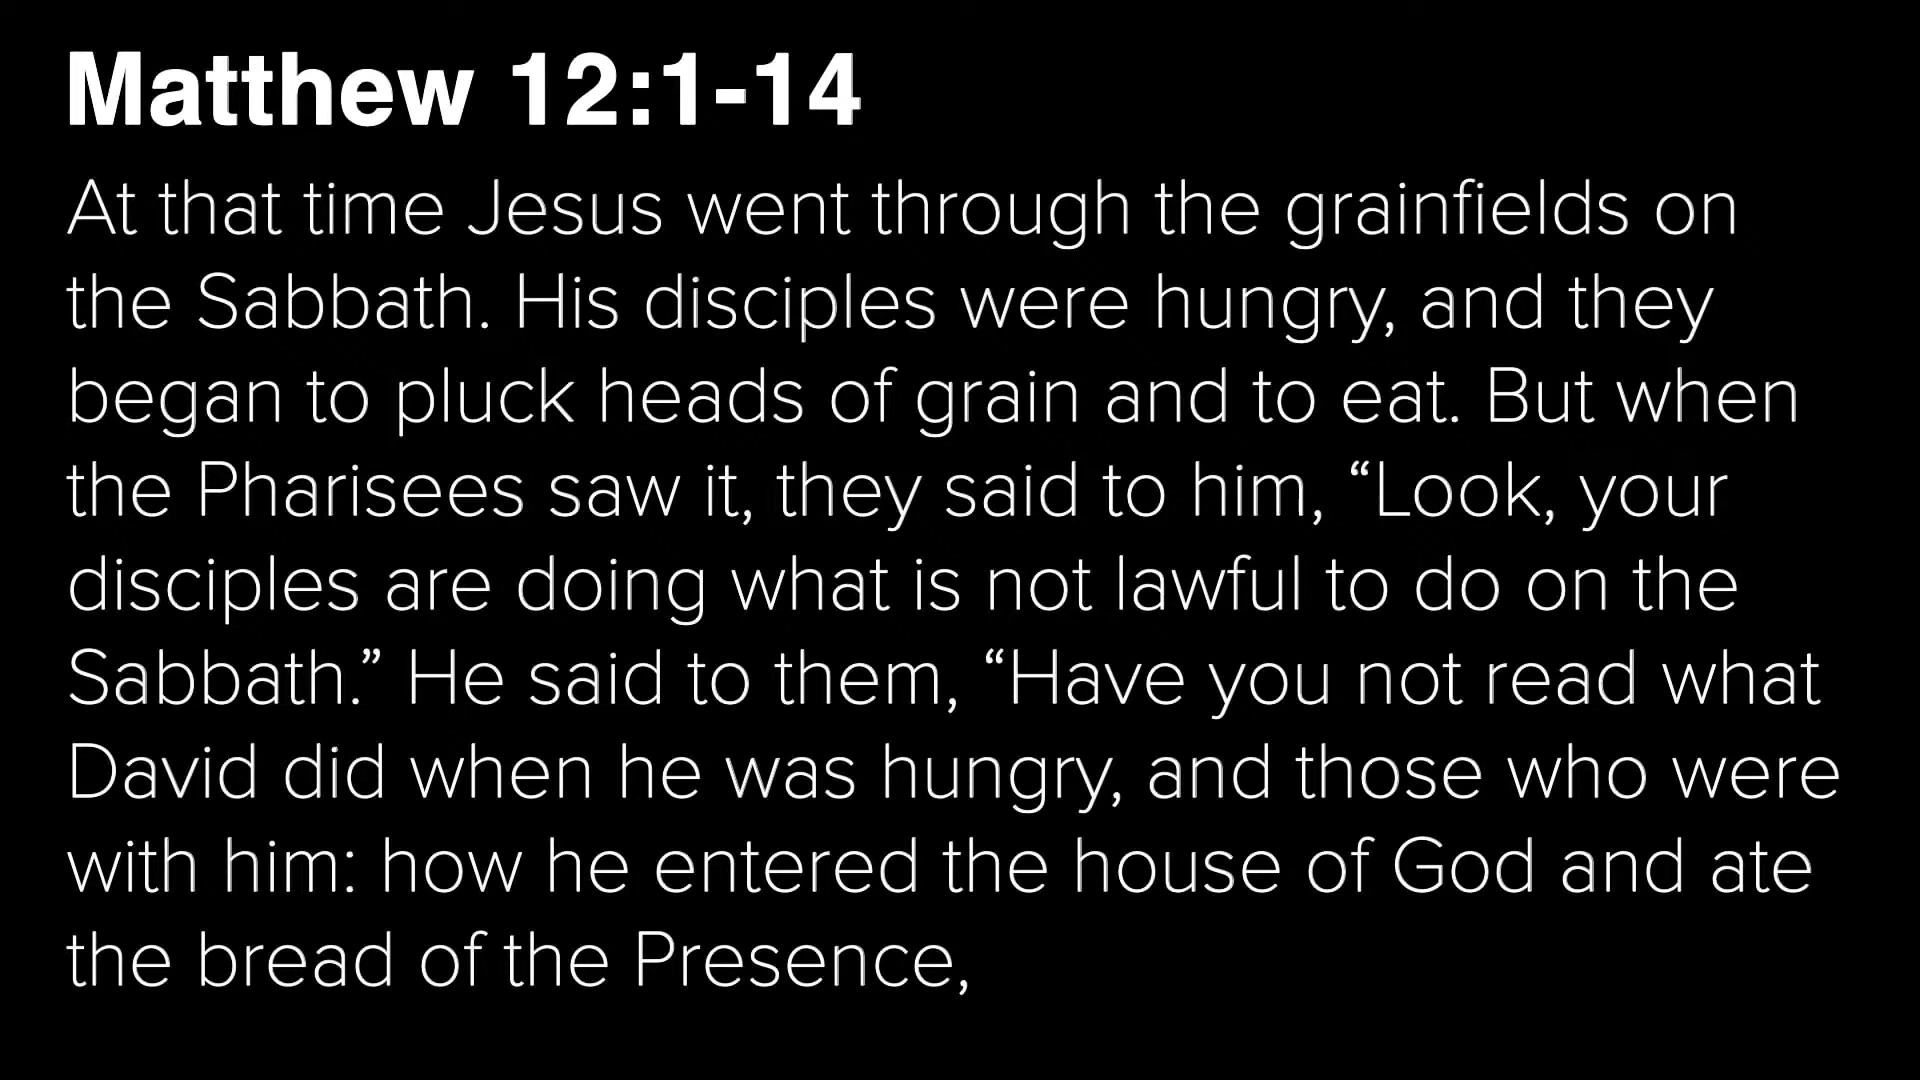 Matthew 12:1-14
At that time Jesus went through the grainfields on
the Sabbath. His disciples were hungry, and they
began to pluck heads of grain and to eat. But when
the Pharisees saw it, they said to him, “Look, your
disciples are doing what is not lawful to do on the
Sabbath.” He said to them, “Have you not read what
David did when he was hungry, and those who were
with him: how he entered the house of God and ate
the bread of the Presence,